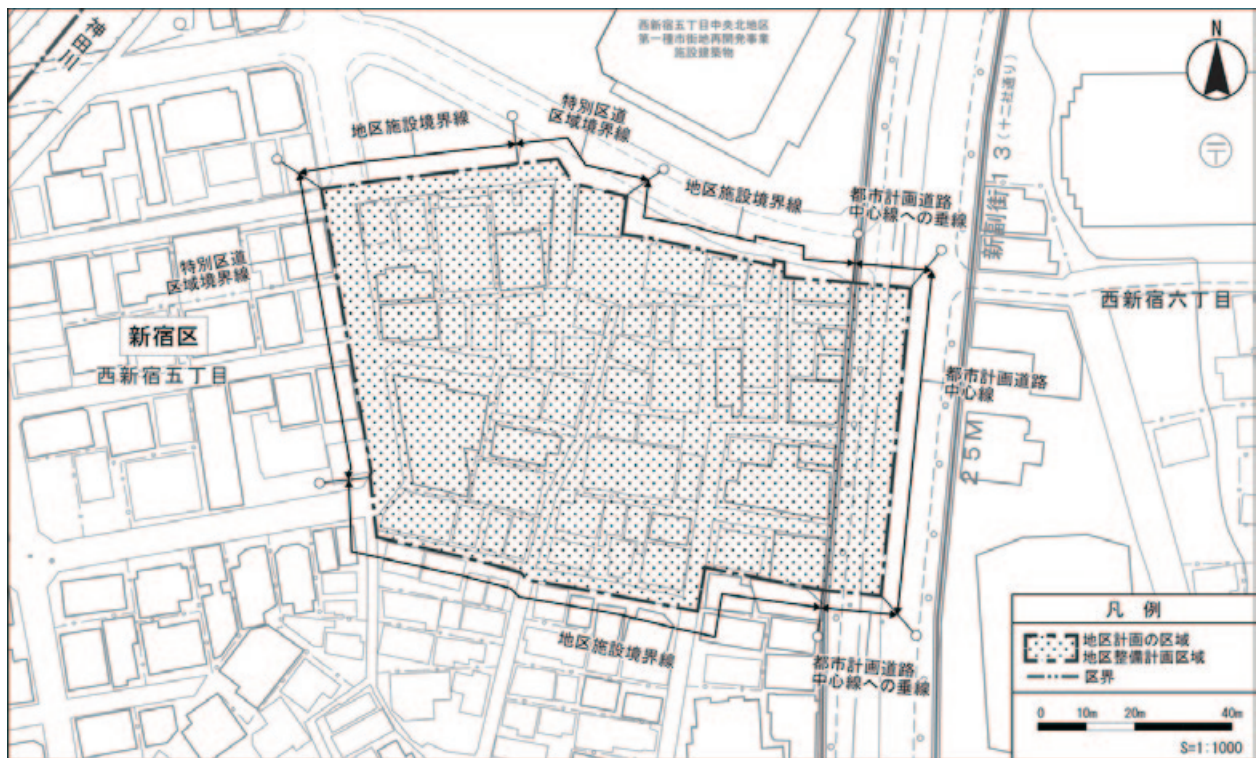 西新宿五丁目中央北地区
第一種市街地再開発事業
施設建築物
神田川
N
地区施設境界線
特別区道
区域境界線
地区施設境界線
都市計画道路
中心線への垂線
新副街13(十二社通り)
〒
特別区道
区域境界線
新宿区
西新宿五丁目
西新宿六丁目
都市計画道路
中心線
25M
地区施設境界線
都市計画道路
中心線への垂線
凡 例
地区計画の区域
地区整備計画区域
区界
0 10m 20m 40m
S=1:1000